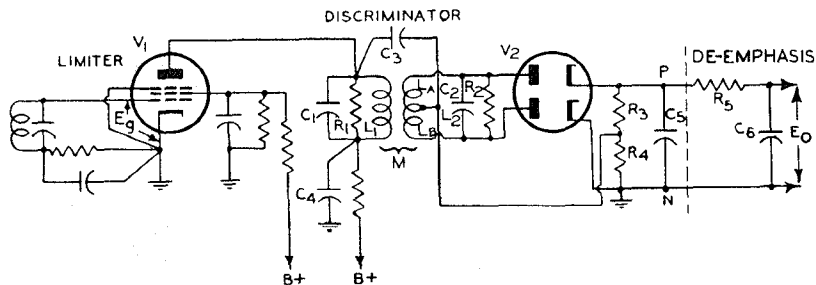 DISCRIMINATOR
LIMITER
V1
C3
V2
DE-EMPHASIS
Eg
C1
R1
L1
LA
C2
R2
L2
LB
M
C4
P
R3
C5
R4
N
R5
C6
EO
B+
B+